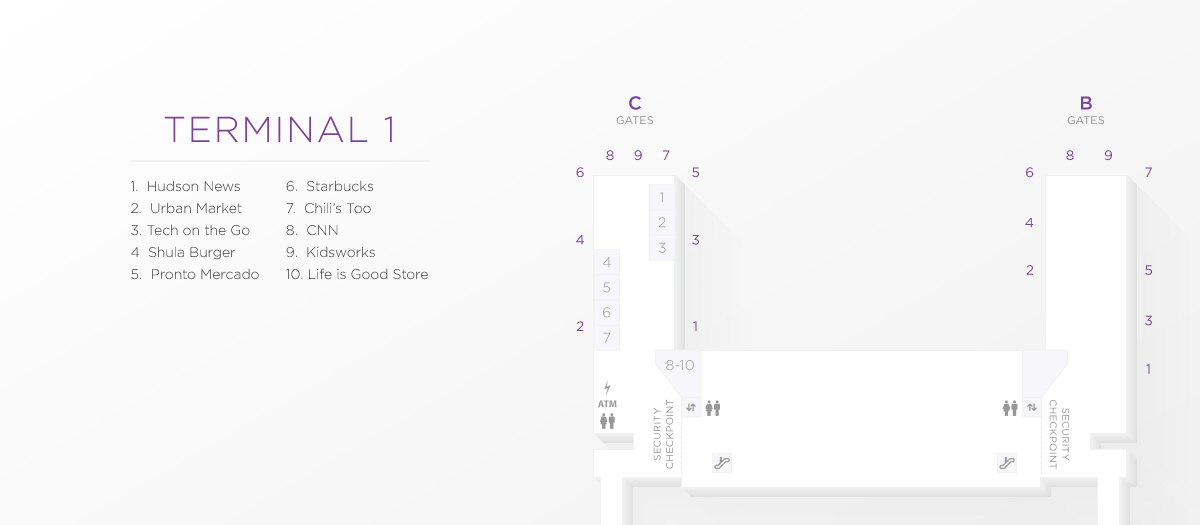 TERMINAL 1
1. Hudson News
2. Urban Market
3. Tech on the Go
4 Shula Burger
5. Pronto Mercado
6. Starbucks
7. Chili's Too
8. CNN
9. Kidsworks
10. Life is Good Store
C
GATES
8 9 7
6 5
1
2
4 3
3
4
5
6
2 1
7
8-10
ATM
SECURITY
CHECKPOINT
B
GATES
8 9
6 7
4
2 5
3
1
SECURITY
CHECKPOINT